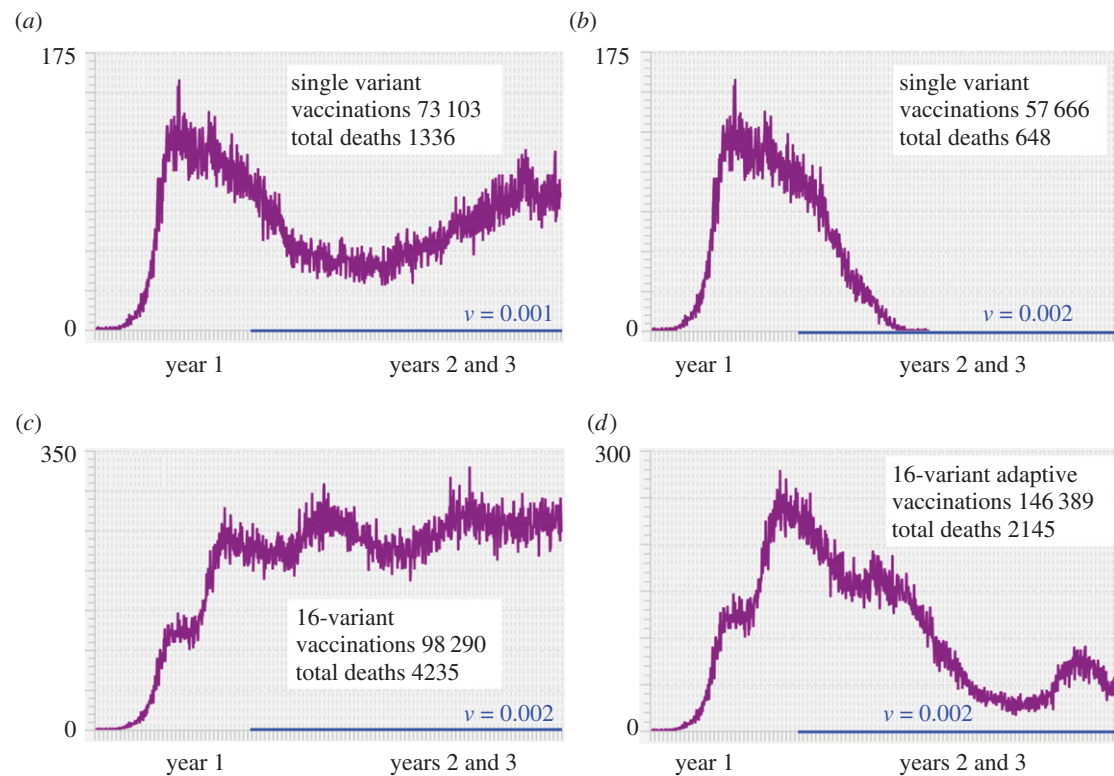 (a)
175
single variant
vaccinations 73 103
total deaths 1336
0
v = 0.001
year 1
years 2 and 3
(b)
175
single variant
vaccinations 57 666
total deaths 648
0
v = 0.002
year 1
years 2 and 3
(c)
350
16-variant
vaccinations 98 290
total deaths 4235
0
v = 0.002
year 1
years 2 and 3
(d)
300
16-variant adaptive
vaccinations 146 389
total deaths 2145
0
v = 0.002
year 1
years 2 and 3